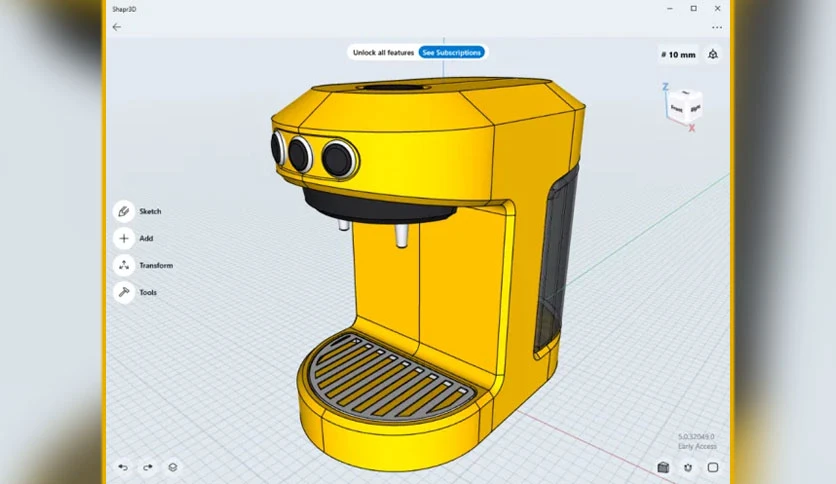 Shapr3D
Unlock all features See Subscriptions
# 10 mm
Z
Front Right
X
Sketch
Add
Transform
Tools
5.0.52049.0
Early Access